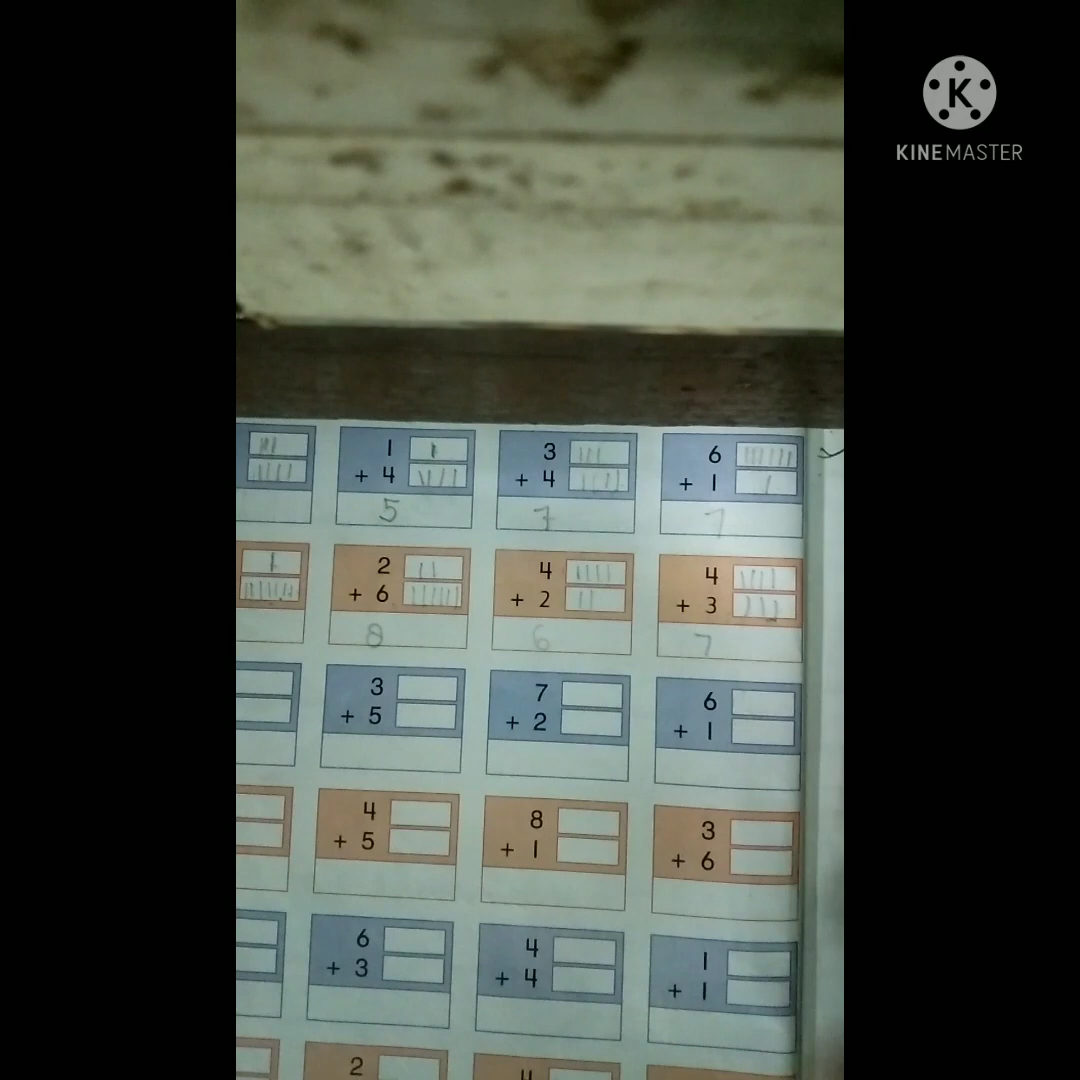 K
KINEMASTER
1 3 6
+ 4 + 4 + 1
5 7 7
2 4 4
+ 6 + 2 + 3
8 6 7
3 7 6
+ 5 + 2 + 1
4 8 3
+ 5 + 1 + 6
6 4 1
+ 3 + 4 + 1
2